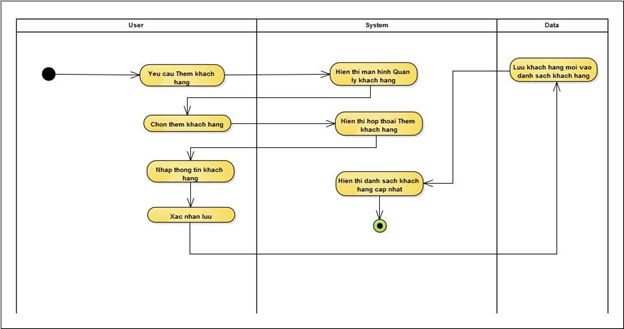 User
System
Data
Yeu cau Them khach
hang
Hien thi man hinh Quan
ly khach hang
Luu khach hang moi vao
danh sach khach hang
Chon them khach hang
Hien thi hop thoai Them
khach hang
Nhap thong tin khach
hang
Hien thi danh sach khach
hang cap nhat
Xac nhan luu